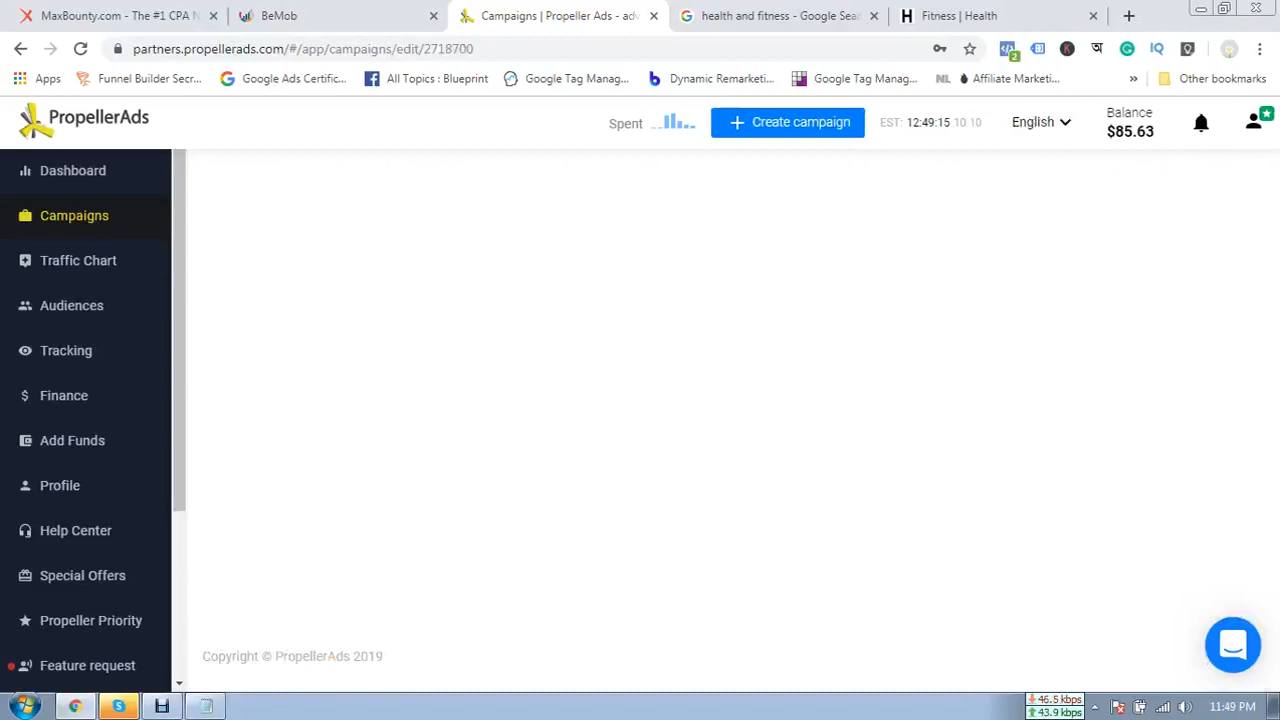 MaxBounty.com - The #1 CPA N
BeMob
Campaigns | Propeller Ads - adv
health and fitness - Google Sea
Fitness | Health
partners.propellerads.com/#/app/campaigns/edit/2718700
2
K
অ
IQ
Apps
Funnel Builder Secr...
Google Ads Certific...
All Topics : Blueprint
Google Tag Manag...
Dynamic Remarketi...
Google Tag Manag...
NL
Affiliate Marketi...
»
Other bookmarks
PropellerAds
Spent
+ Create campaign
EST: 12:49:15 10.10
English
Balance
$85.63
Dashboard
Campaigns
Traffic Chart
Audiences
Tracking
Finance
Add Funds
Profile
Help Center
Special Offers
Propeller Priority
Feature request
Copyright © PropellerAds 2019
46.5 kbps
43.9 kbps
11:49 PM